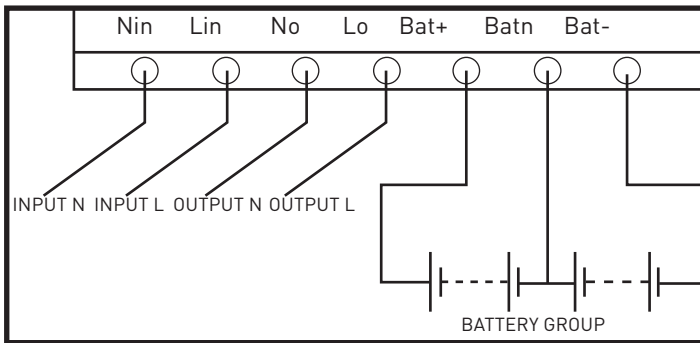 Nin Lin No Lo Bat+ Batn Bat-
INPUT N INPUT L OUTPUT N OUTPUT L
BATTERY GROUP